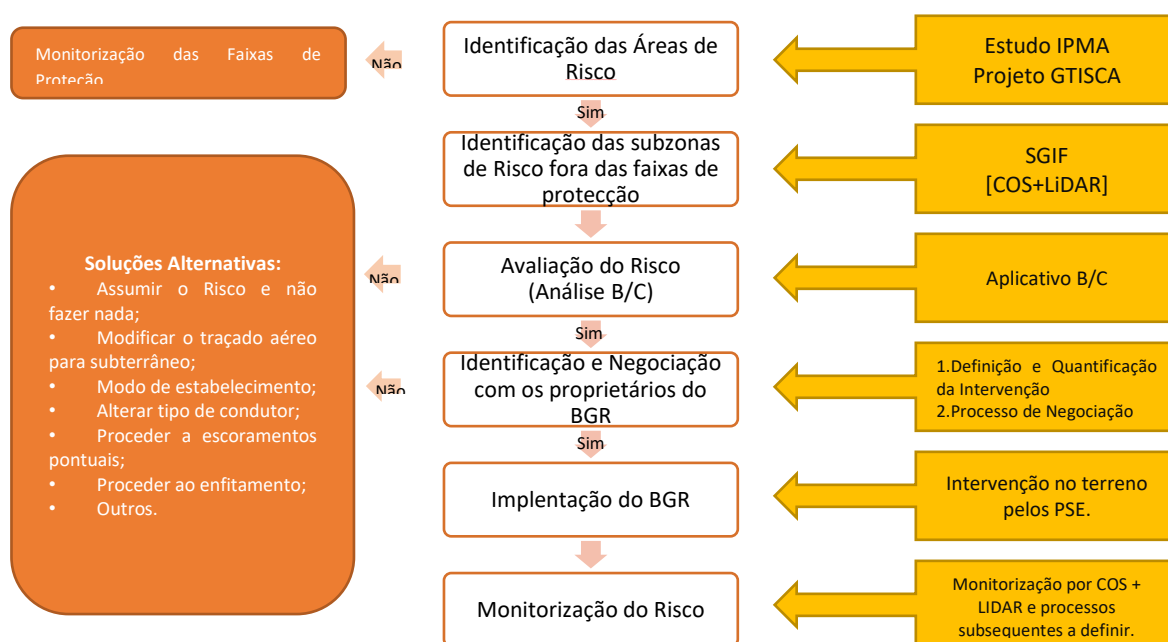 Monitorização das Faixas de
Proteção
Não
Identificação das Áreas de
Risco
Estudo IPMA
Projeto GTISCA
Sim
Identificação das subzonas
de Risco fora das faixas de
protecção
SGIF
[COS+LiDAR]
Soluções Alternativas:
• Assumir o Risco e não
fazer nada;
• Modificar o traçado aéreo
para subterrâneo;
• Modo de estabelecimento;
• Alterar tipo de condutor;
• Proceder a escoramentos
pontuais;
• Proceder ao enfitamento;
• Outros.
Não
Avaliação do Risco
(Análise B/C)
Aplicativo B/C
Sim
Não
Identificação e Negociação
com os proprietários do
BGR
1.Definição e Quantificação
da Intervenção
2.Processo de Negociação
Sim
Implentação do BGR
Intervenção no terreno
pelos PSE.
Monitorização do Risco
Monitorização por COS +
LIDAR e processos
subsequentes a definir.